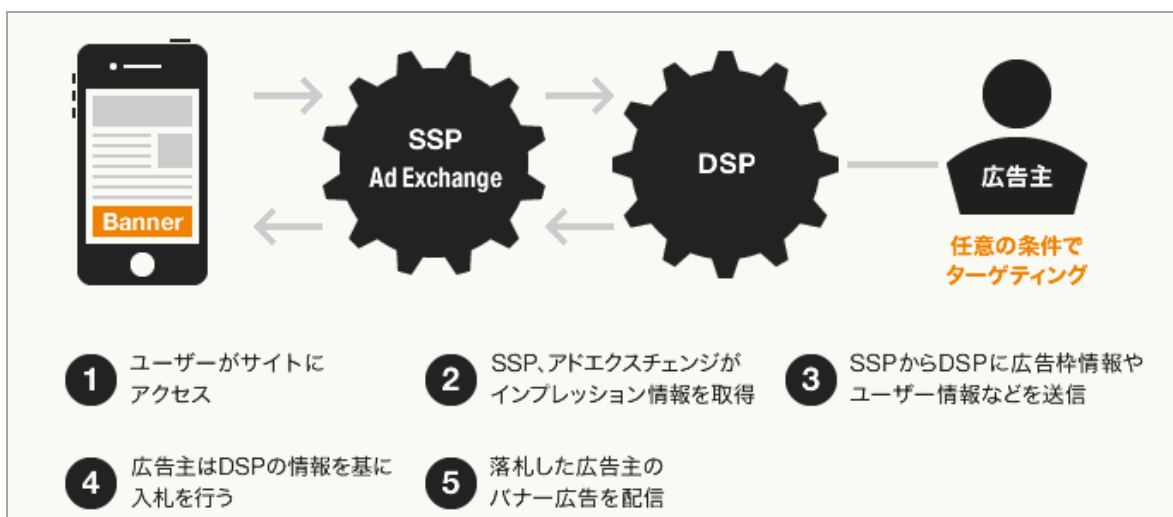 SSP
Ad Exchange
DSP
広告主
Banner
任意の条件で
ターゲティング
1 ユーザーがサイトに
アクセス
2 SSP、アドエクスチェンジが
インプレッション情報を取得
3 SSPからDSPに広告枠情報や
ユーザー情報などを送信
4 広告主はDSPの情報を基に
入札を行う
5 落札した広告主の
バナー広告を配信